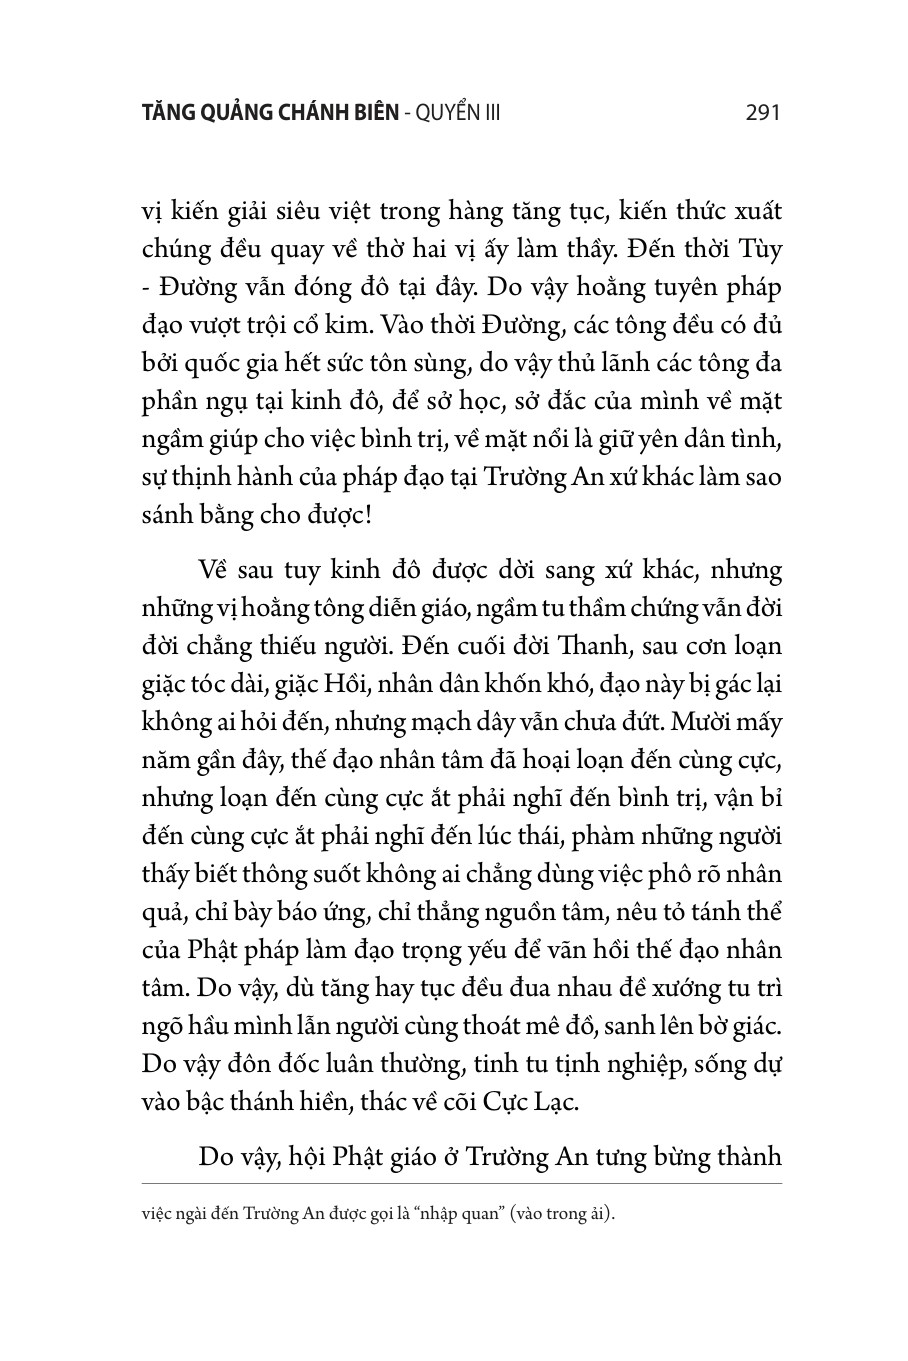 TĂNG QUẢNG CHÁNH BIÊN - QUYỂN III 291
vị kiến giải siêu việt trong hàng tăng tục, kiến thức xuất
chúng đều quay về thờ hai vị ấy làm thầy. Đến thời Tùy
- Đường vẫn đóng đô tại đây. Do vậy hoằng tuyên pháp
đạo vượt trội cổ kim. Vào thời Đường, các tông đều có đủ
bởi quốc gia hết sức tôn sùng, do vậy thủ lãnh các tông đa
phần ngụ tại kinh đô, để sở học, sở đắc của mình về mặt
ngầm giúp cho việc bình trị, về mặt nổi là giữ yên dân tình,
sự thịnh hành của pháp đạo tại Trường An xứ khác làm sao
sánh bằng cho được!
Về sau tuy kinh đô được dời sang xứ khác, nhưng
những vị hoằng tông diễn giáo, ngầm tu thầm chứng vẫn đời
đời chẳng thiếu người. Đến cuối đời Thanh, sau cơn loạn
giặc tóc dài, giặc Hồi, nhân dân khốn khó, đạo này bị gác lại
không ai hỏi đến, nhưng mạch dây vẫn chưa đứt. Mười mấy
năm gần đây, thế đạo nhân tâm đã hoại loạn đến cùng cực,
nhưng loạn đến cùng cực ắt phải nghĩ đến bình trị, vận bỉ
đến cùng cực ắt phải nghĩ đến lúc thái, phàm những người
thấy biết thông suốt không ai chẳng dùng việc phô rõ nhân
quả, chỉ bày báo ứng, chỉ thẳng nguồn tâm, nêu tỏ tánh thể
của Phật pháp làm đạo trọng yếu để vãn hồi thế đạo nhân
tâm. Do vậy, dù tăng hay tục đều đua nhau đề xướng tu trì
ngõ hầu mình lẫn người cùng thoát mê đồ, sanh lên bờ giác.
Do vậy đôn đốc luân thường, tinh tu tịnh nghiệp, sống dự
vào bậc thánh hiền, thác về cõi Cực Lạc.
Do vậy, hội Phật giáo ở Trường An tưng bừng thành
việc ngài đến Trường An được gọi là “nhập quan” (vào trong ải).